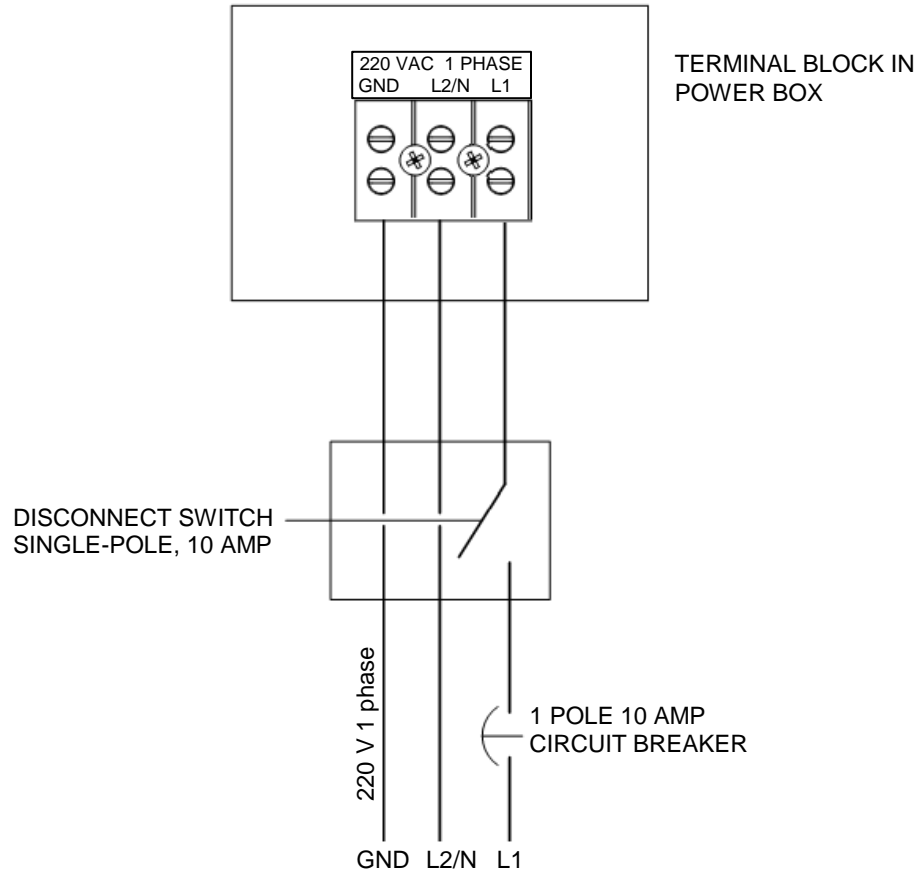 220 VAC 1 PHASE
GND L2/N L1
TERMINAL BLOCK IN
POWER BOX
DISCONNECT SWITCH
SINGLE-POLE, 10 AMP
220 V 1 phase
1 POLE 10 AMP
CIRCUIT BREAKER
GND L2/N L1